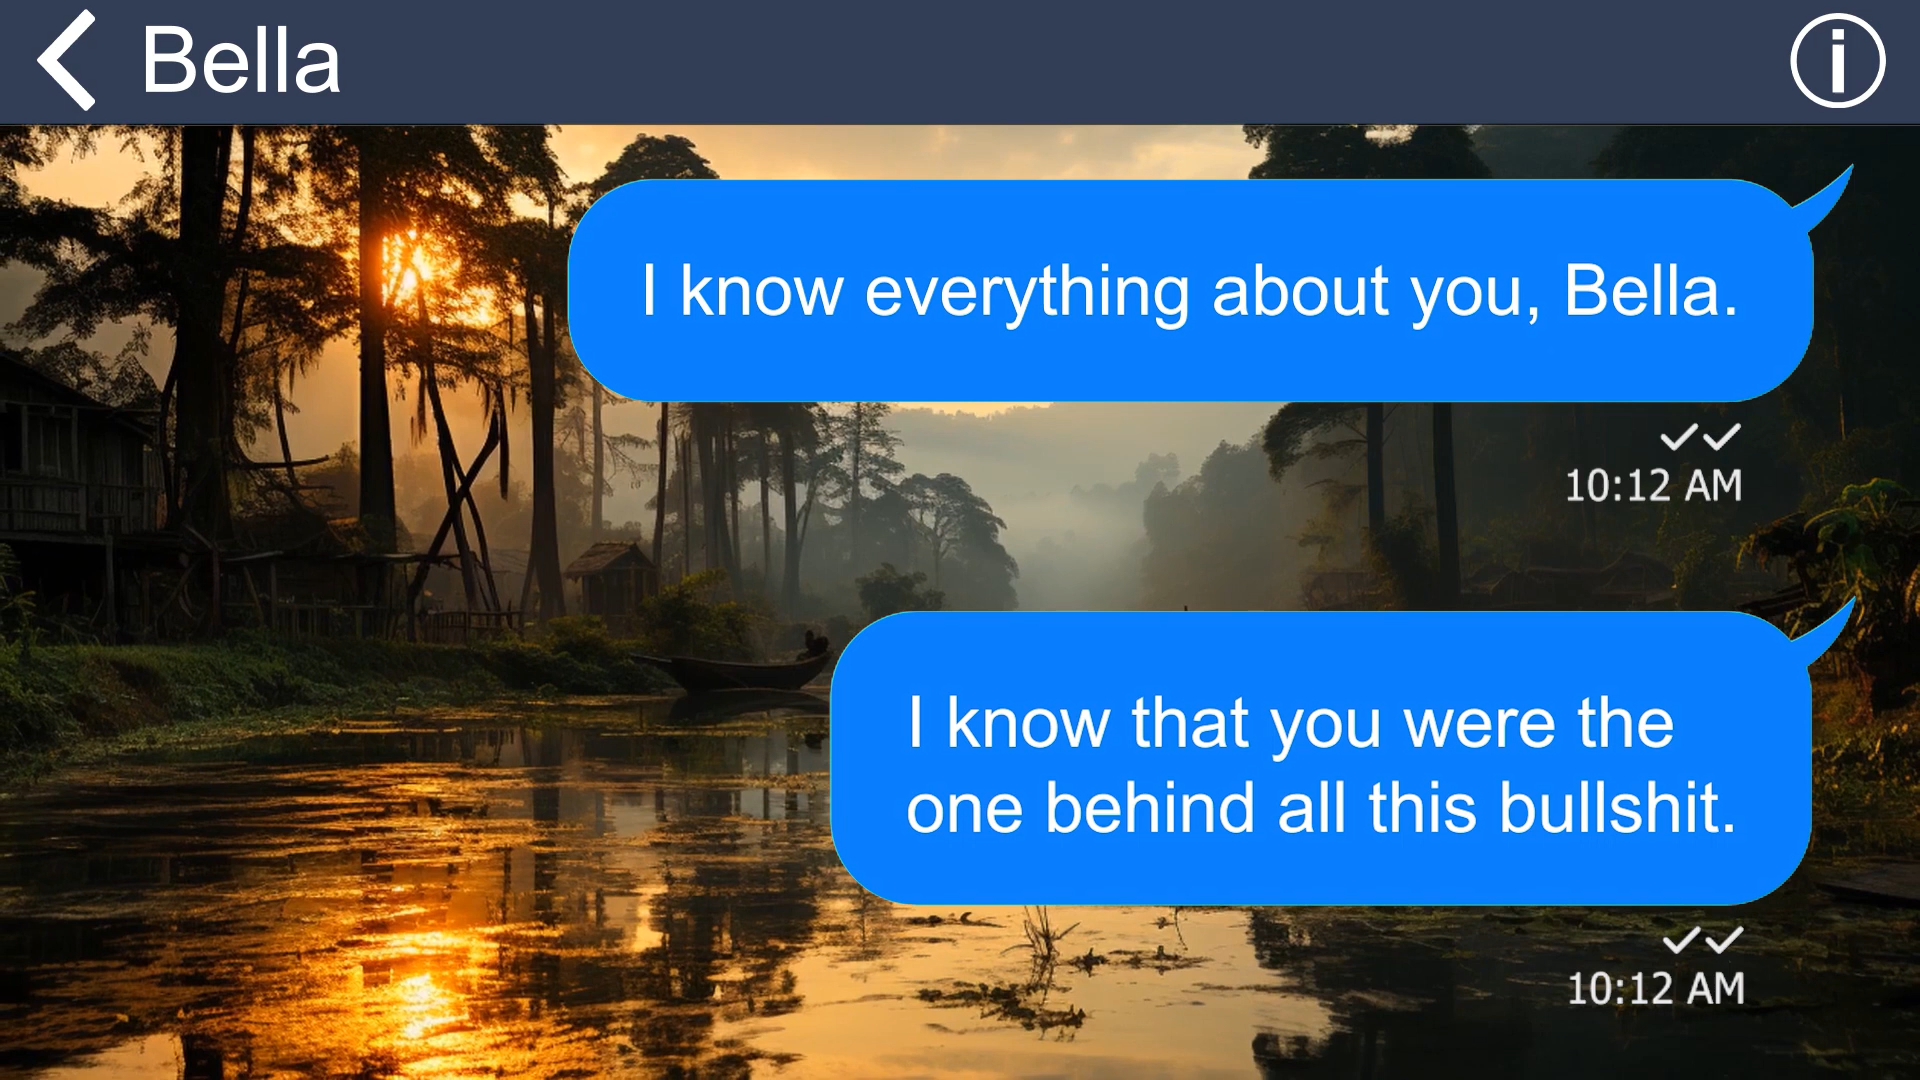 Bella
I know everything about you, Bella.
10:12 AM
I know that you were the
one behind all this bullshit.
10:12 AM